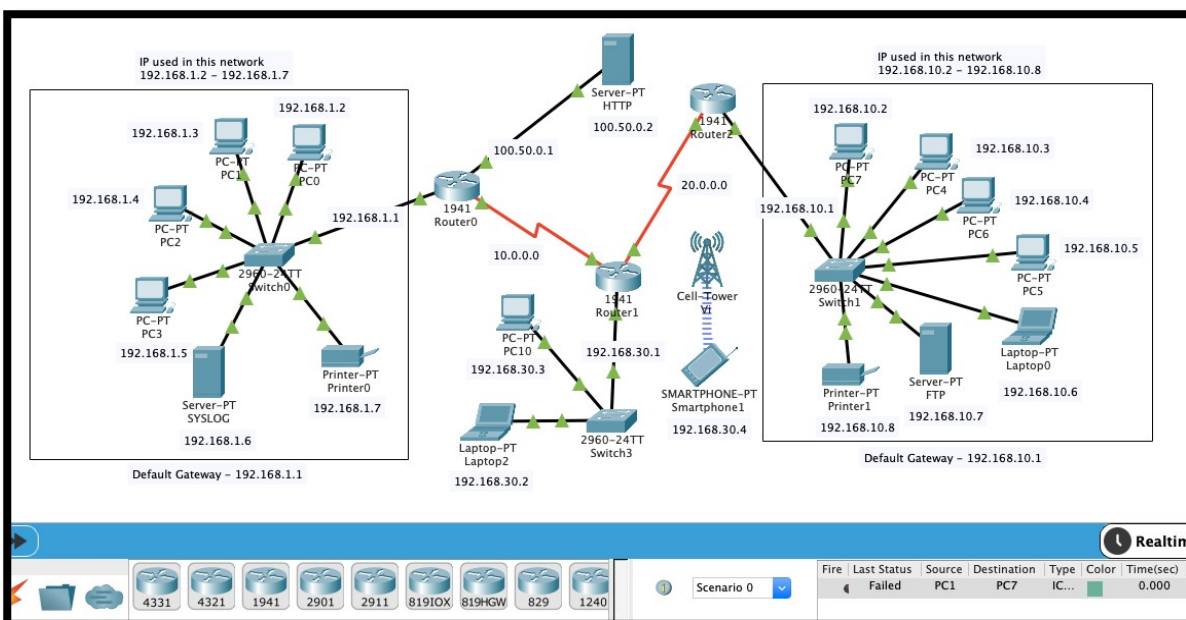 IP used in this network
192.168.1.2 - 192.168.1.7
192.168.1.2
192.168.1.3
PC-PT
PC1
PC-PT
PC0
192.168.1.4
PC-PT
PC2
192.168.1.1
2960-24TT
Switch0
PC-PT
PC3
192.168.1.5
Server-PT
SYSLOG
192.168.1.6
Printer-PT
Printer0
192.168.1.7
Default Gateway - 192.168.1.1
Server-PT
HTTP
100.50.0.2
100.50.0.1
1941
Router0
10.0.0.0
1941
Router2
20.0.0.0
1941
Router1
Cell-Tower
PC-PT
PC10
192.168.30.3
192.168.30.1
SMARTPHONE-PT
Smartphone1
192.168.30.4
Laptop-PT
Laptop2
192.168.30.2
2960-24TT
Switch3
IP used in this network
192.168.10.2 - 192.168.10.8
192.168.10.2
PC-PT
PC7
192.168.10.3
PC-PT
PC4
192.168.10.4
PC-PT
PC6
192.168.10.1
192.168.10.5
PC-PT
PC5
2960-24TT
Switch1
Laptop-PT
Laptop0
192.168.10.6
Server-PT
FTP
192.168.10.7
Printer-PT
Printer1
192.168.10.8
Default Gateway - 192.168.10.1
Realtim
4331
4321
1941
2901
2911
819IOX
819HGW
829
1240
Scenario 0
Fire Last Status Source Destination Type Color Time(sec)
Failed PC1 PC7 IC... 0.000